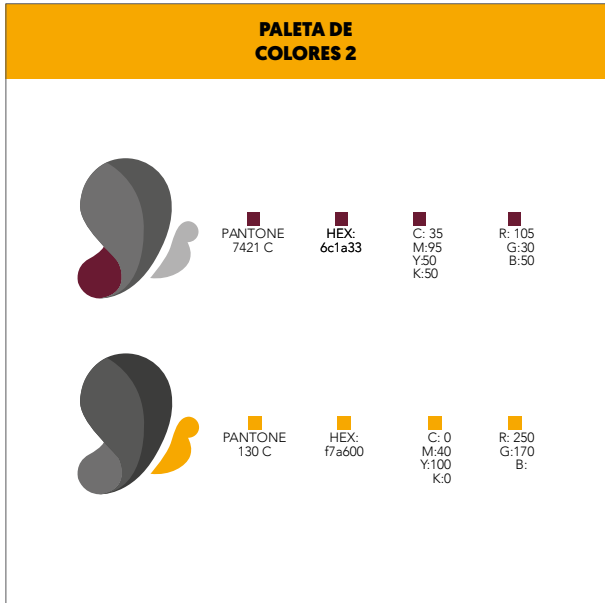 PALETA DE
COLORES 2
PANTONE
7421 C
HEX:
6c1a33
C: 35
M:95
Y:50
K:50
R: 105
G:30
B:50
PANTONE
130 C
HEX:
f7a600
C: 0
M:40
Y:100
K:0
R: 250
G:170
B: